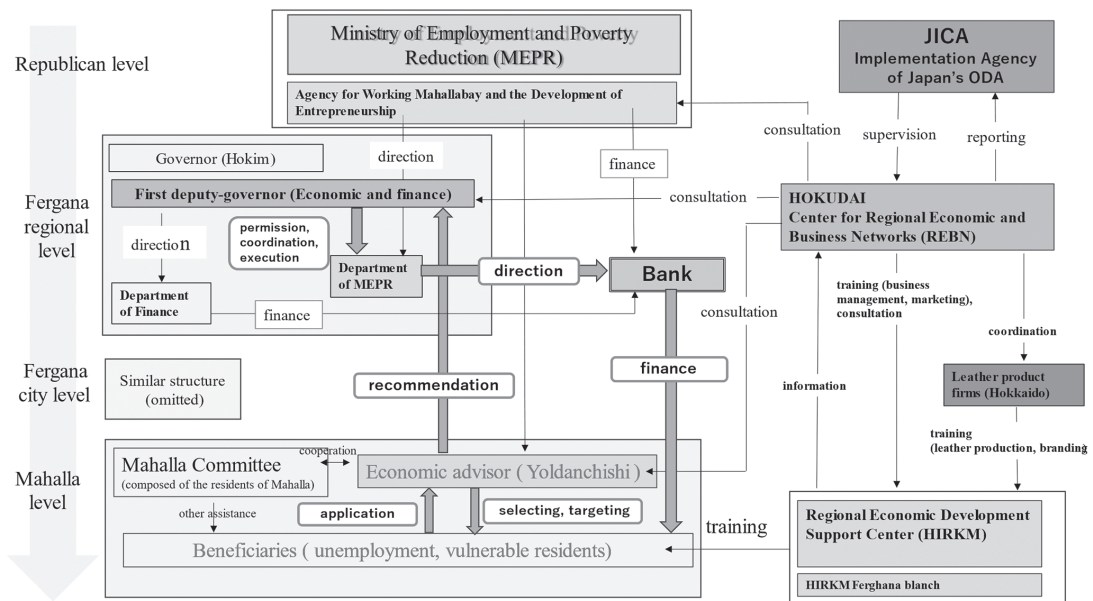 Republican level
Ministry of Employment and Poverty
Reduction (MEPR)
Agency for Working Mahallabay and the Development of
Entrepreneurship
JICA
Implementation Agency
of Japan's ODA
consultation
supervision
reporting
direction
finance
Fergana
regional
level
Governor (Hokim)
First deputy-governor (Economic and finance)
consultation
HOKUDAI
Center for Regional Economic and
Business Networks (REBN)
direction
permission,
coordination,
execution
Department
of MEPR
direction
Bank
Department
of Finance
finance
consultation
training (business
management, marketing),
consultation
coordination
Fergana
city level
Similar structure
(omitted)
recommendation
finance
information
Leather product
firms (Hokkaido)
training
(leather production, branding
Mahalla
level
Mahalla Committee
(composed of the residents of Mahalla)
cooperation
Economic advisor ( Yoldanchishi )
other assistance
application
selecting, targeting
training
Beneficiaries ( unemployment, vulnerable residents)
Regional Economic Development
Support Center (HIRKM)
HIRKM Ferghana blanch